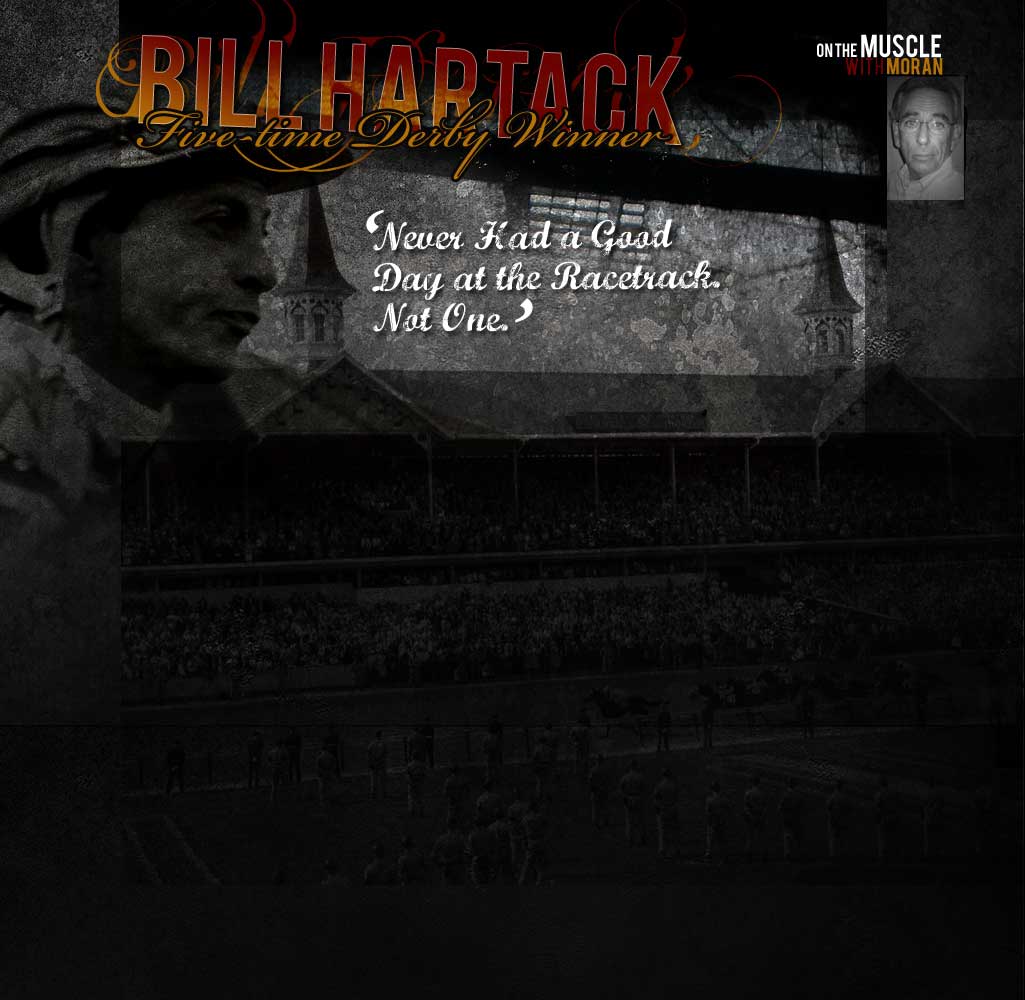 BILL HARTACK
Five-time Derby Winner
ON THE MUSCLE
WITH MORAN
‘Never Had a Good
Day at the Racetrack.
Not One.’